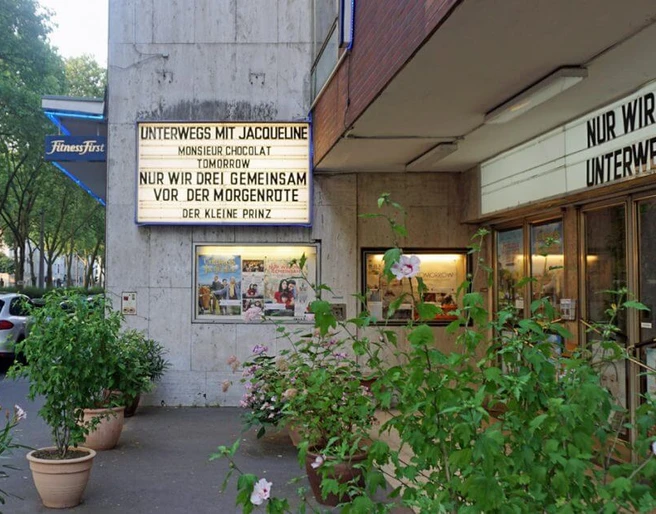 FitnessFirst
UNTERWEGS MIT JACQUELINE
MONSIEUR CHOCOLAT
TOMORROW
NUR WIR DREI GEMEINSAM
VOR DER MORGENRÖTE
DER KLEINE PRINZ
NUR WIR
UNTERWE